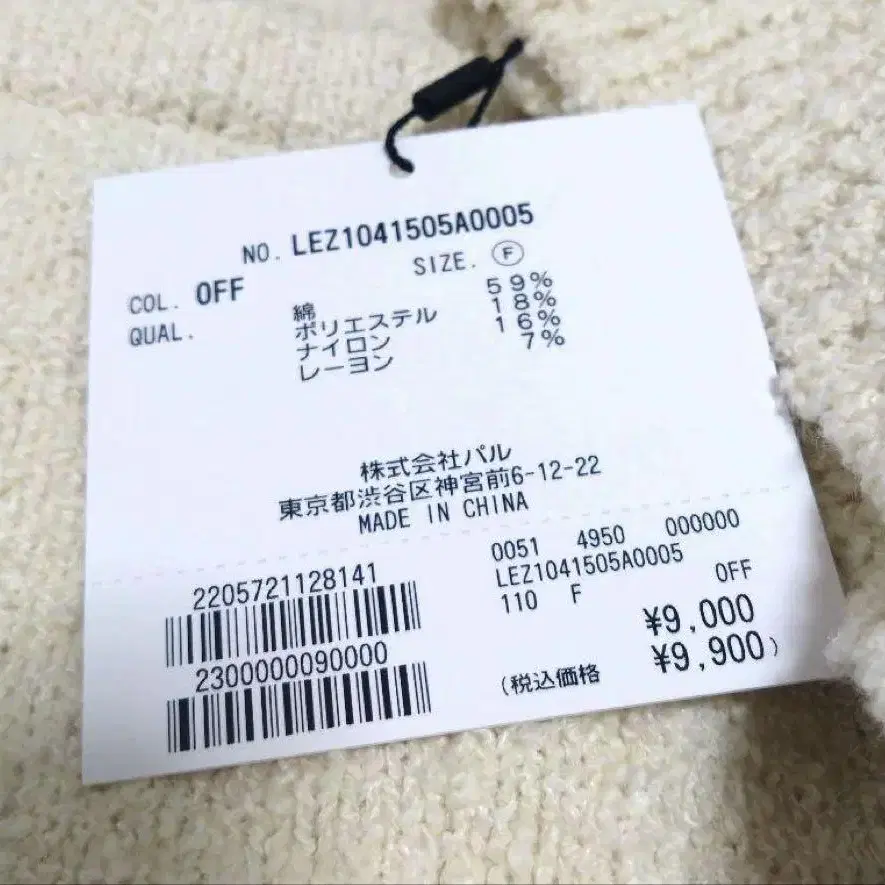 NO. LEZ1041505A0005
SIZE. F
COL. OFF
QUAL. 綿 59%
ポリエステル 18%
ナイロン 16%
レーヨン 7%
株式会社パル
東京都渋谷区神宮前6-12-22
MADE IN CHINA
2205721128141
2300000090000
0051 4950 000000
LEZ1041505A0005
110 F OFF
¥9,000
(税込価格 ¥9,900)